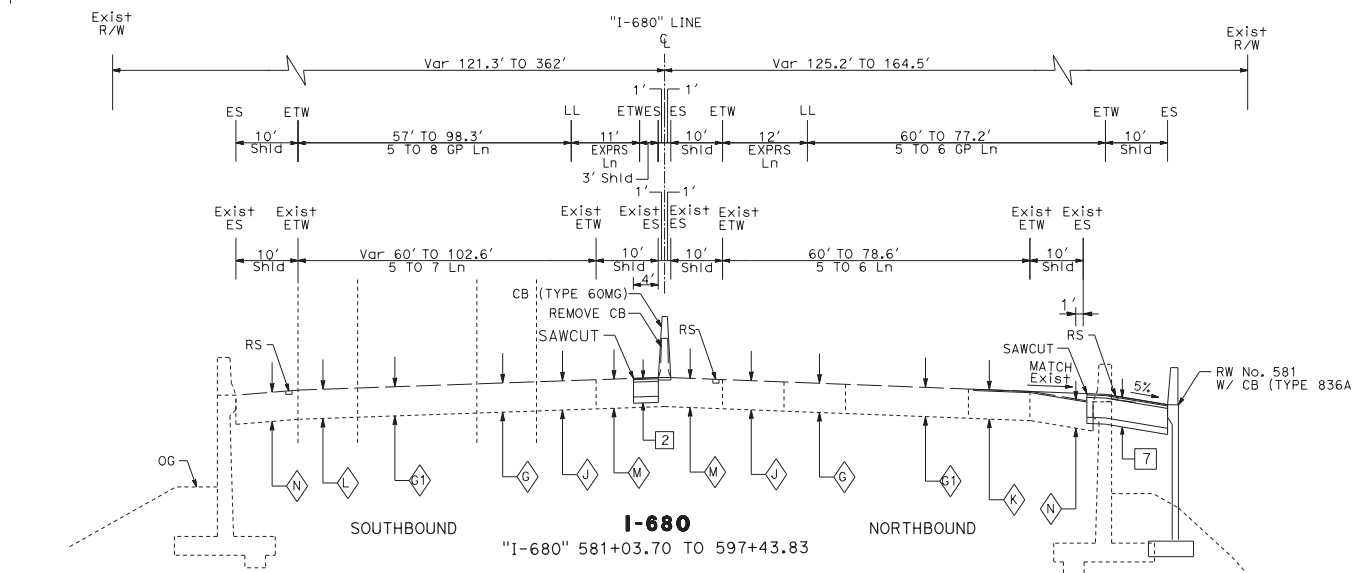 Exist
R/W
"I-680" LINE
℄
Exist
R/W
Var 121.3' TO 362'
Var 125.2' TO 164.5'
1'
1'
ES
ETW
LL
ETW
ES
ES
ETW
LL
ETW
ES
10'
Shld
57' TO 98.3'
5 TO 8 GP Ln
11'
EXPRS
Ln
3' Shld
10'
Shld
12'
EXPRS
Ln
60' TO 77.2'
5 TO 6 GP Ln
10'
Shld
1'
1'
Exist
ES
Exist
ETW
Exist
ETW
Exist
ES
Exist
ES
Exist
ETW
Exist
ETW
Exist
ES
10'
Shld
Var 60' TO 102.6'
5 TO 7 Ln
10'
Shld
10'
Shld
60' TO 78.6'
5 TO 6 Ln
10'
Shld
4'
CB (TYPE 60MG)
REMOVE CB
SAWCUT
RS
RS
1'
RS
SAWCUT
MATCH
Exist
5%
RW No. 581
W/ CB (TYPE 836A
OG
2
7
N
L
G1
G
J
M
M
J
G
G1
K
N
SOUTHBOUND
I-680
NORTHBOUND
"I-680" 581+03.70 TO 597+43.83